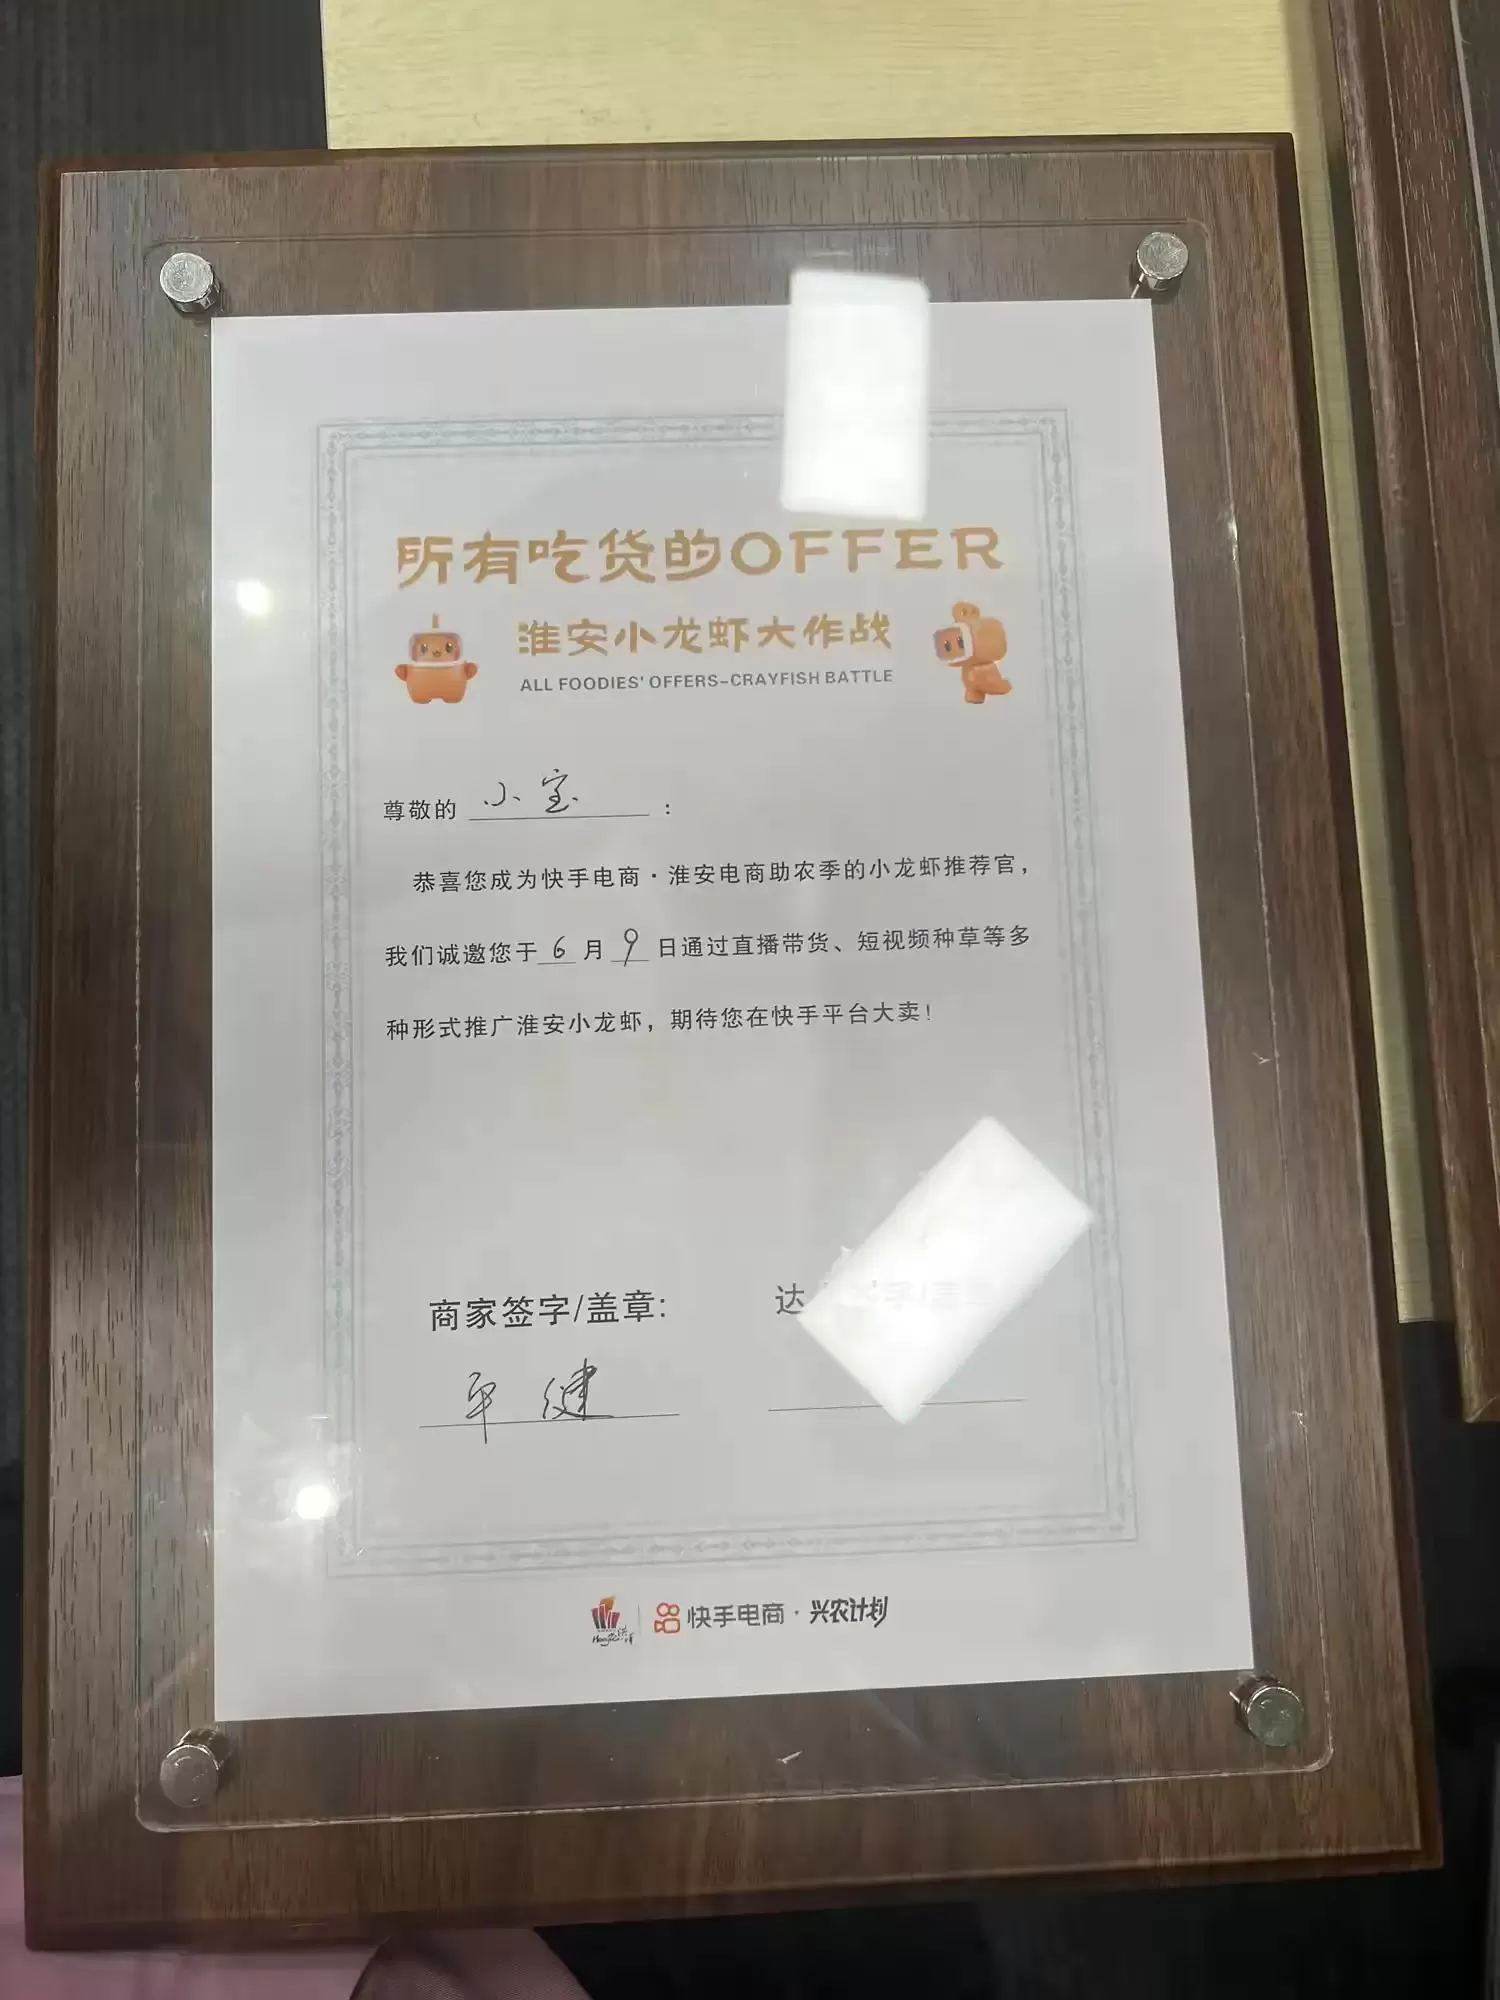 所有吃货的OFFER
淮安小龙虾大作战
ALL FOODIES' OFFERS-CRAYFISH BATTLE
尊敬的 小宝 ：
恭喜您成为快手电商·淮安电商助农季的小龙虾推荐官，
我们诚邀您于 6 月 9 日通过直播带货、短视频种草等多
种形式推广淮安小龙虾，期待您在快手平台大卖！
商家签字/盖章: 达
健
快手电商·兴农计划